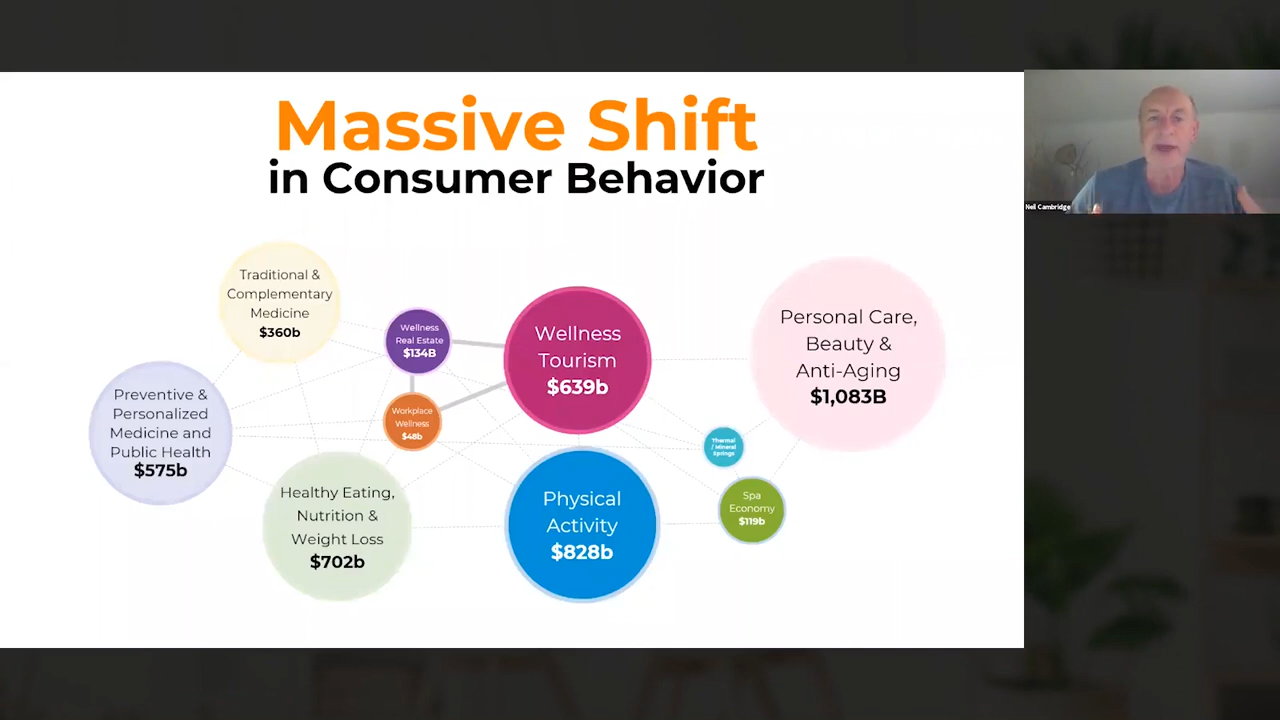 Massive Shift
in Consumer Behavior
Neil Cambridge
Traditional &
Complementary
Medicine
$360b
Wellness
Real Estate
$134B
Wellness
Tourism
$639b
Personal Care,
Beauty &
Anti-Aging
$1,083B
Preventive &
Personalized
Medicine and
Public Health
$575b
Workplace
Wellness
$48b
Thermal
/ Mineral
Springs
Healthy Eating,
Nutrition &
Weight Loss
$702b
Physical
Activity
$828b
Spa
Economy
$119b